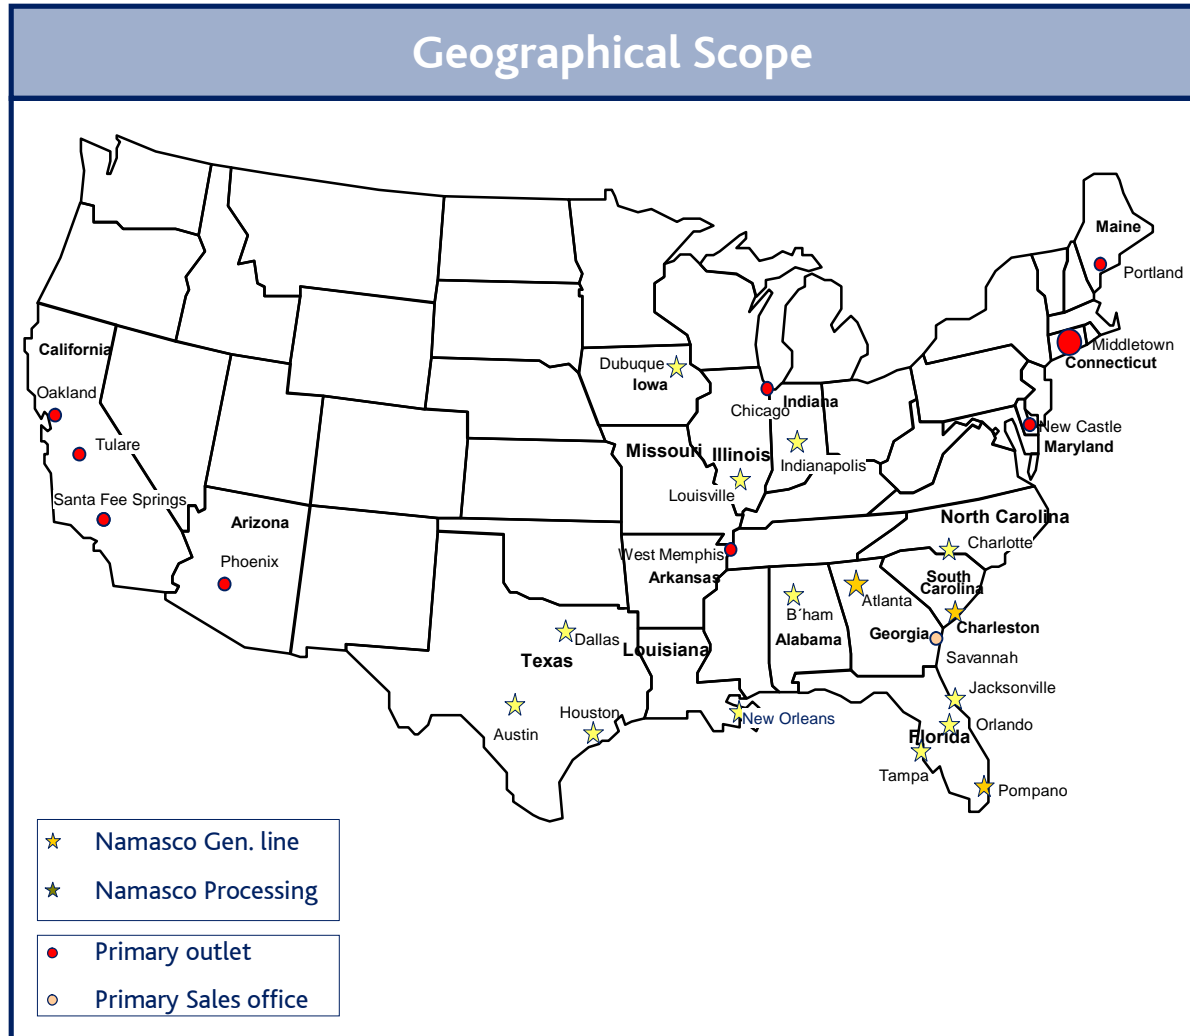 Geographical Scope
Maine
Portland
California
Middletown
Connecticut
Dubuque
Iowa
Oakland
Chicago
Indiana
New Castle
Tulare
Missouri
Illinois
Maryland
Indianapolis
Santa Fee Springs
Louisville
Arizona
North Carolina
Charlotte
Phoenix
West Memphis
Arkansas
South
Carolina
Atlanta
B´ham
Charleston
Dallas
Alabama
Georgia
Texas
Louisiana
Savannah
Jacksonville
Houston
New Orleans
Orlando
Austin
Florida
Tampa
Pompano
Namasco Gen. line
Namasco Processing
Primary outlet
Primary Sales office